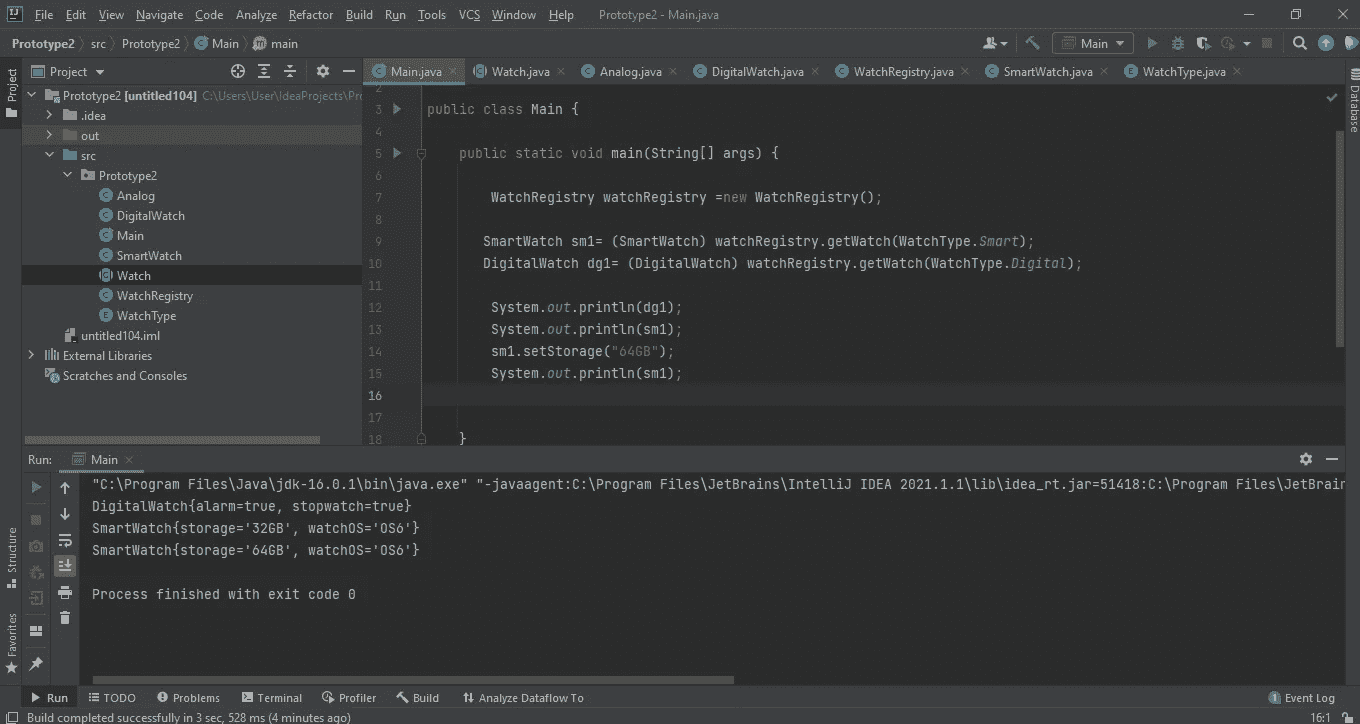 File Edit View Navigate Code Analyze Refactor Build Run Tools VCS Window Help Prototype2 - Main.java
Prototype2 src Prototype2 Main main
Main
Project
Main.java Watch.java Analog.java DigitalWatch.java WatchRegistry.java SmartWatch.java WatchType.java
Project
Database
Prototype2 [untitled104] C:\Users\User\IdeaProjects\Pr
.idea
out
src
Prototype2
Analog
DigitalWatch
Main
SmartWatch
Watch
WatchRegistry
WatchType
untitled104.iml
External Libraries
Scratches and Consoles
2
3 public class Main {
4
5 public static void main(String[] args) {
6
7 WatchRegistry watchRegistry =new WatchRegistry();
8
9 SmartWatch sm1= (SmartWatch) watchRegistry.getWatch(WatchType.Smart);
10 DigitalWatch dg1= (DigitalWatch) watchRegistry.getWatch(WatchType.Digital);
11
12 System.out.println(dg1);
13 System.out.println(sm1);
14 sm1.setStorage("64GB");
15 System.out.println(sm1);
16
17
18 }
Run: Main
"C:\Program Files\Java\jdk-16.0.1\bin\java.exe" "-javaagent:C:\Program Files\JetBrains\IntelliJ IDEA 2021.1.1\lib\idea_rt.jar=51418:C:\Program Files\JetBrain
DigitalWatch{alarm=true, stopwatch=true}
SmartWatch{storage='32GB', watchOS='OS6'}
SmartWatch{storage='64GB', watchOS='OS6'}
Process finished with exit code 0
Structure
Favorites
Run TODO Problems Terminal Profiler Build Analyze Dataflow To 1 Event Log
Build completed successfully in 3 sec, 528 ms (4 minutes ago) 16:1